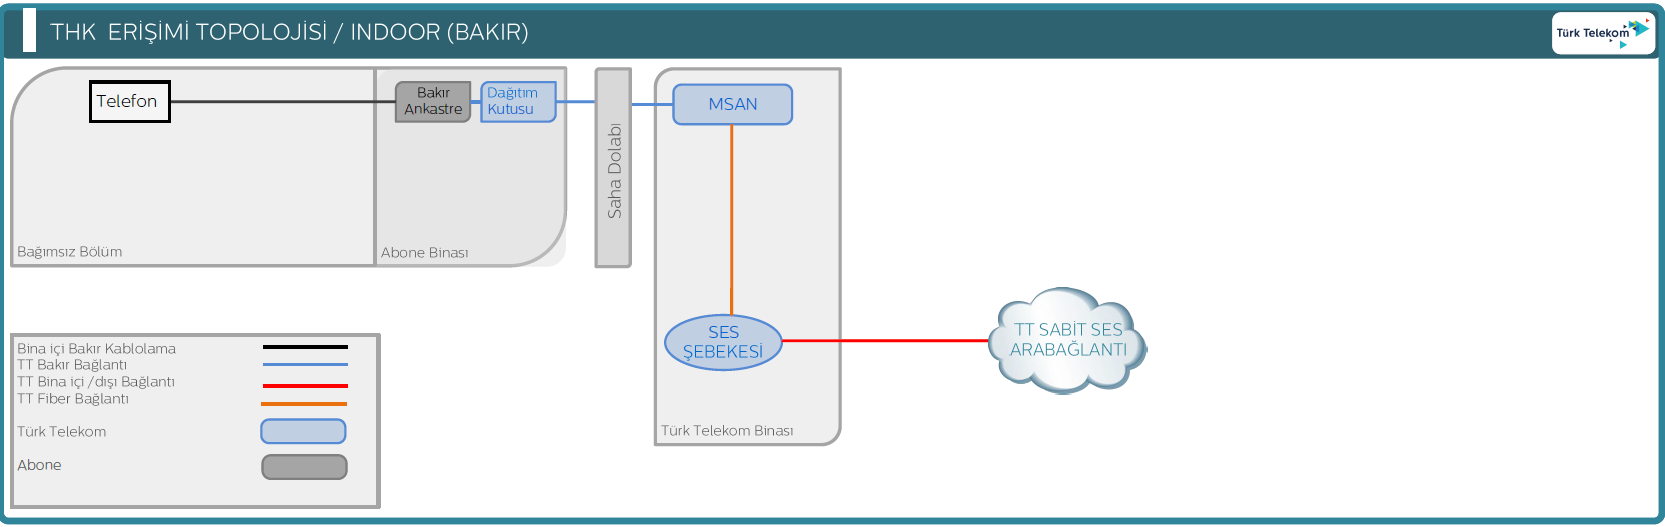 THK ERİŞİMİ TOPOLOJİSİ / INDOOR (BAKIR)
Türk Telekom
Telefon
Bakır
Ankastre
Dağıtım
Kutusu
Saha Dolabı
MSAN
Bağımsız Bölüm
Abone Binası
SES
ŞEBEKESİ
TT SABİT SES
ARABAĞLANTI
Türk Telekom Binası
Bina içi Bakır Kablolama
TT Bakır Bağlantı
TT Bina içi /dışı Bağlantı
TT Fiber Bağlantı
Türk Telekom
Abone